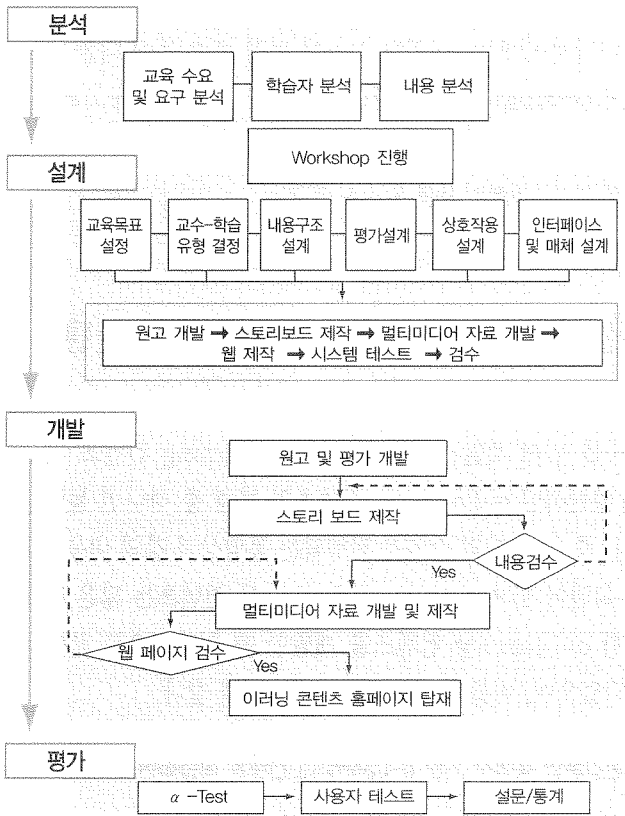 분석
교육 수요
및 요구 분석
학습자 분석
내용 분석
Workshop 진행
설계
교육목표
설정
교수-학습
유형 결정
내용구조
설계
평가설계
상호작용
설계
인터페이스
및 매체 설계
원고 개발 ➡ 스토리보드 제작 ➡ 멀티미디어 자료 개발 ➡
웹 제작 ➡ 시스템 테스트 ➡ 검수
개발
원고 및 평가 개발
스토리 보드 제작
내용검수
Yes
멀티미디어 자료 개발 및 제작
웹 페이지 검수
Yes
이러닝 콘텐츠 홈페이지 탑재
평가
α -Test
사용자 테스트
설문/통계